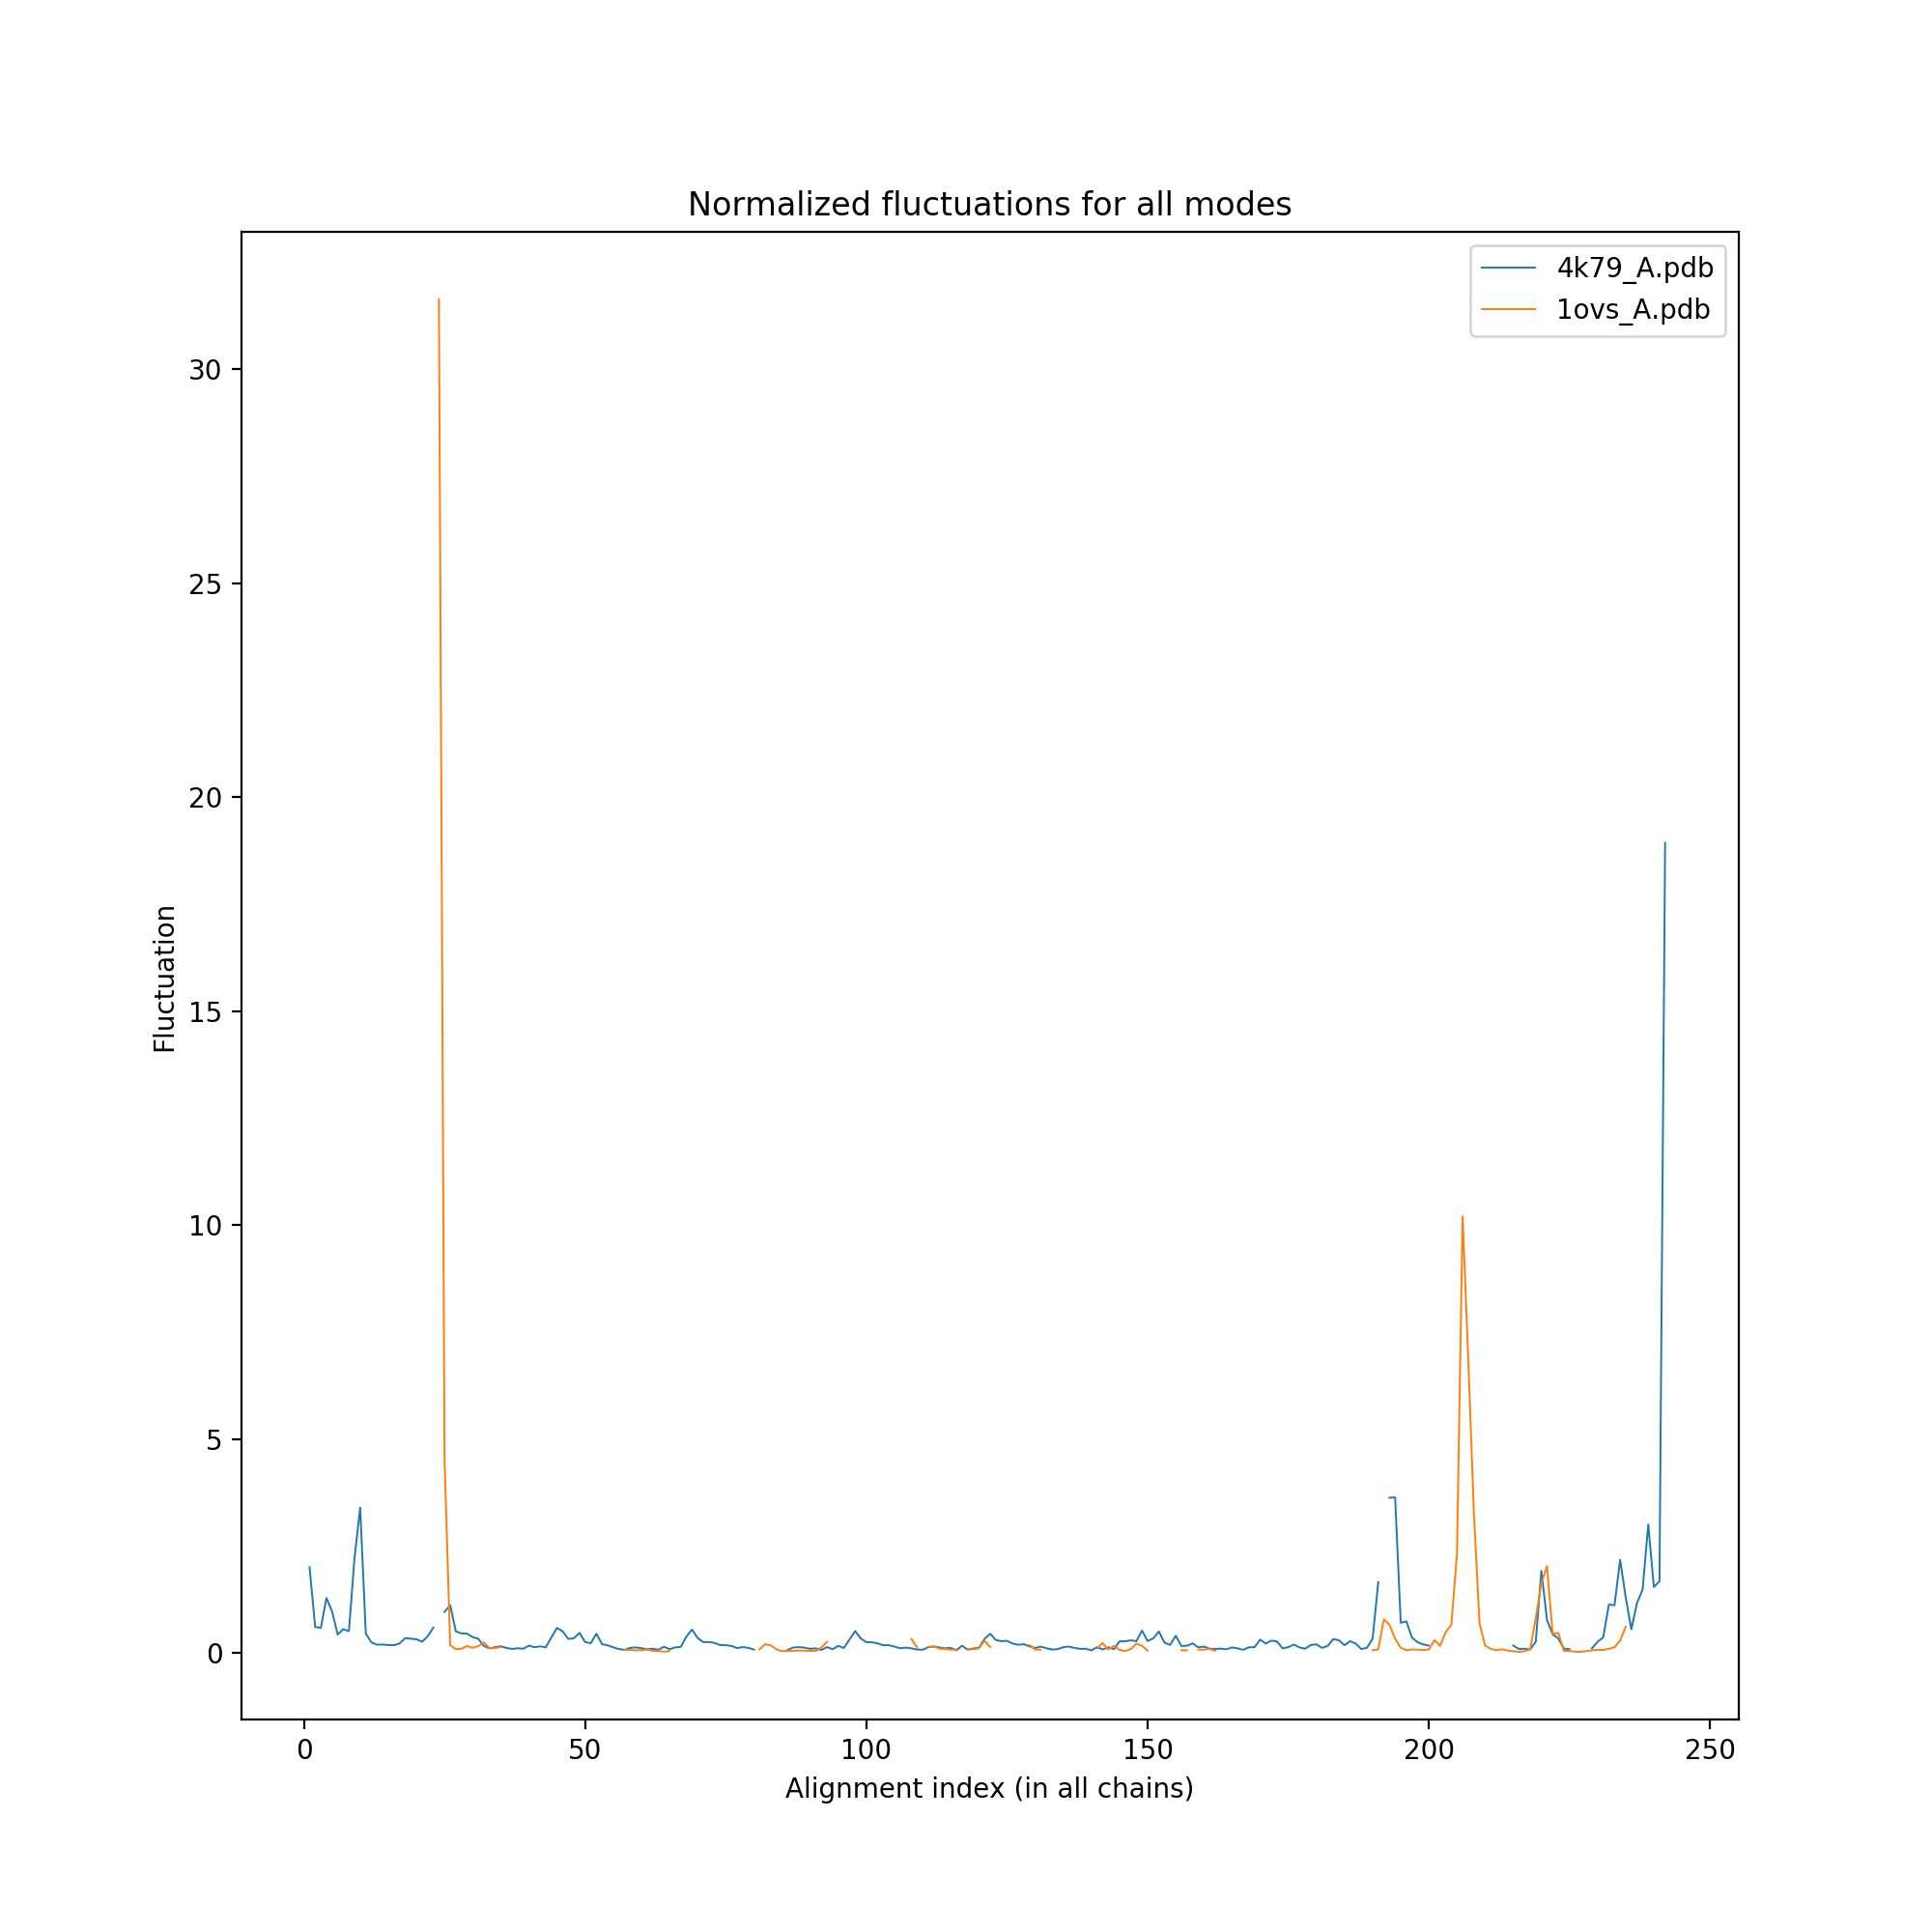 Normalized fluctuations for all modes
4k79_A.pdb
1ovs_A.pdb
30
25
20
15
10
5
0
Fluctuation
0 50 100 150 200 250
Alignment index (in all chains)